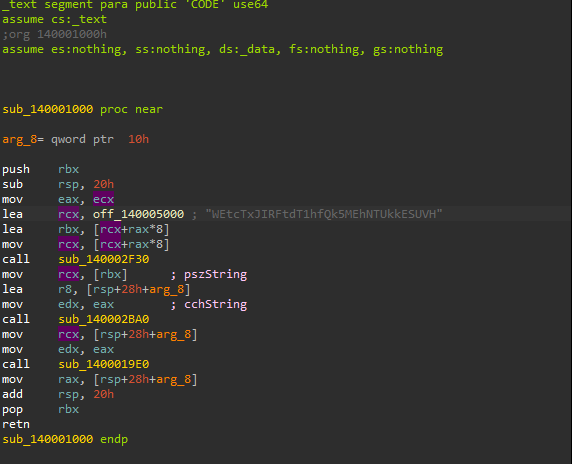 _text segment para public 'CODE' use64
assume cs:_text
;org 140001000h
assume es:nothing, ss:nothing, ds:_data, fs:nothing, gs:nothing
sub_140001000 proc near
arg_8= qword ptr 10h
push rbx
sub rsp, 20h
mov eax, ecx
lea rcx, off_140005000 ; "WEtcTxJIRFtdT1hfQk5MEhNTUkkESUVH"
lea rbx, [rcx+rax*8]
mov rcx, [rcx+rax*8]
call sub_140002F30
mov rcx, [rbx] ; pszString
lea r8, [rsp+28h+arg_8]
mov edx, eax ; cchString
call sub_140002BA0
mov rcx, [rsp+28h+arg_8]
mov edx, eax
call sub_1400019E0
mov rax, [rsp+28h+arg_8]
add rsp, 20h
pop rbx
retn
sub_140001000 endp